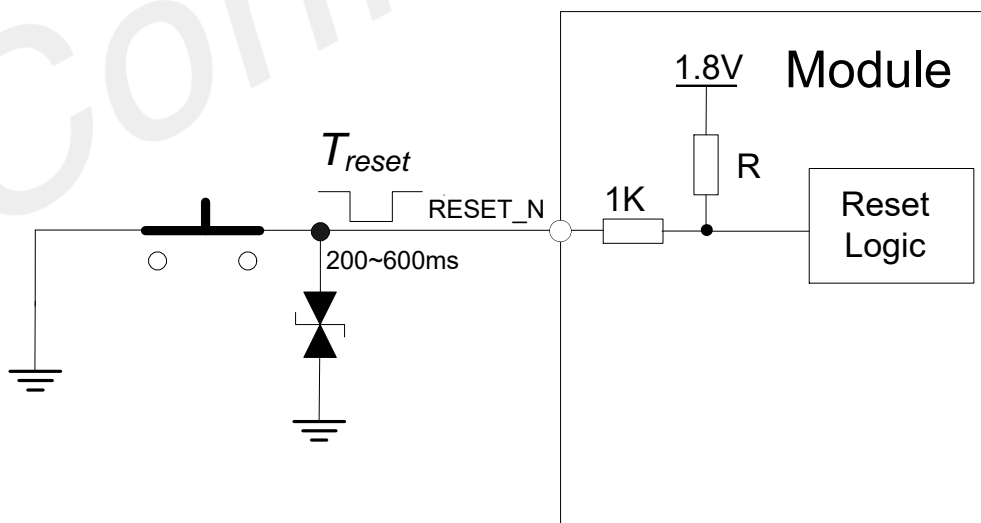 1.8V
Module
Treset
R
RESET_N
1K
Reset
Logic
200~600ms